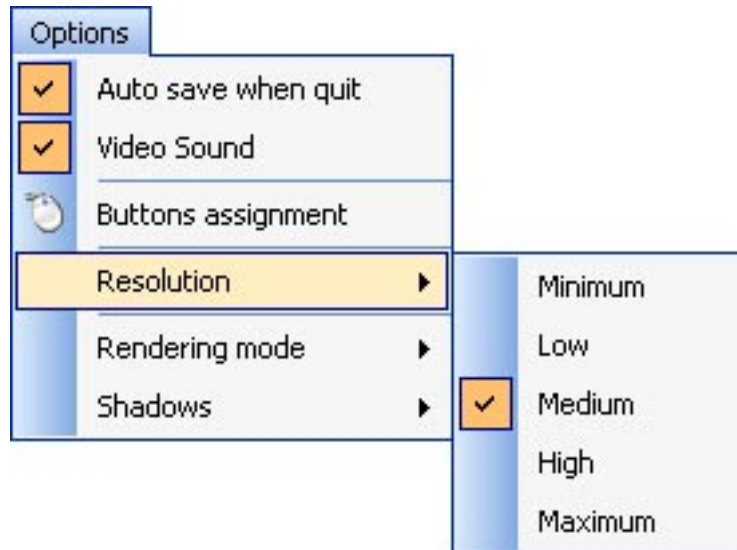 Options
Auto save when quit
Video Sound
Buttons assignment
Resolution
Rendering mode
Shadows
Minimum
Low
Medium
High
Maximum